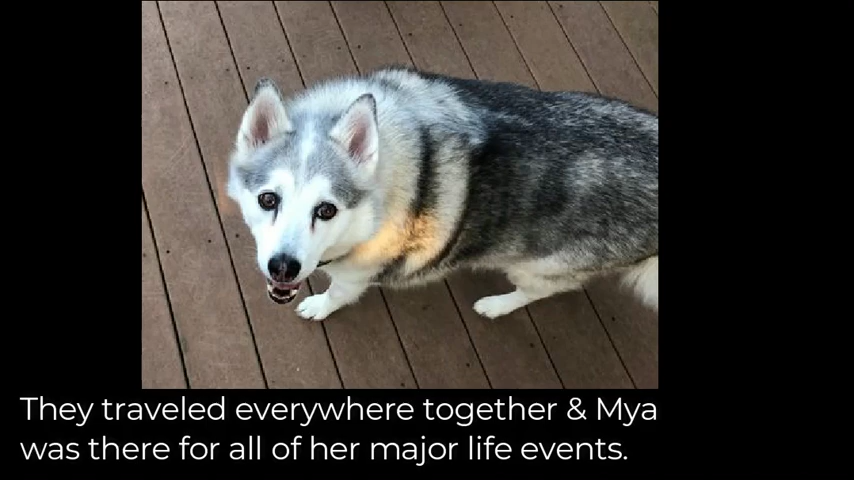 They traveled everywhere together & Mya
was there for all of her major life events.